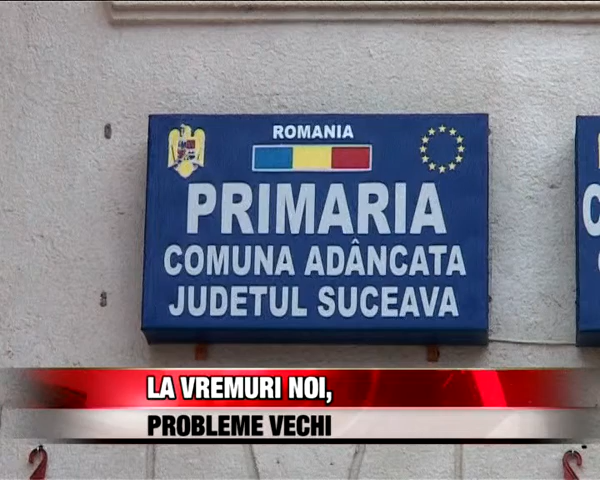 ROMANIA
PRIMARIA
COMUNA ADÂNCATA
JUDETUL SUCEAVA
LA VREMURI NOI,
PROBLEME VECHI